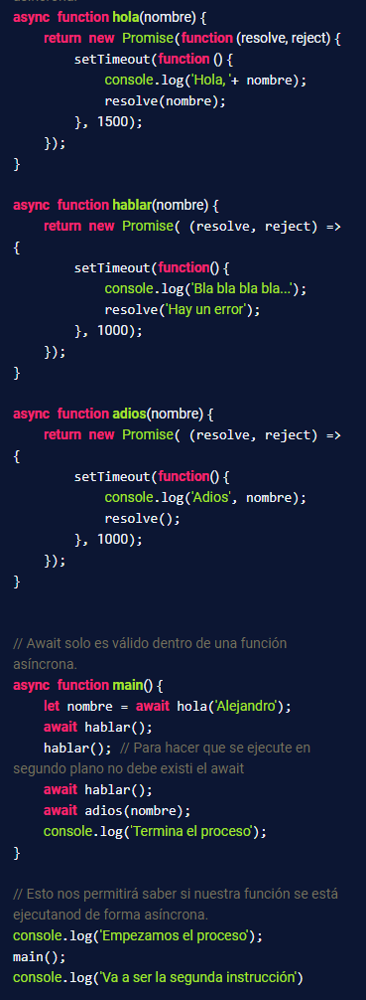 async function hola(nombre) {
    return new Promise(function (resolve, reject) {
        setTimeout(function () {
            console.log('Hola, '+ nombre);
            resolve(nombre);
        }, 1500);
    });
}
async function hablar(nombre) {
    return new Promise( (resolve, reject) =>
{
        setTimeout(function() {
            console.log('Bla bla bla bla...');
            resolve('Hay un error');
        }, 1000);
    });
}
async function adios(nombre) {
    return new Promise( (resolve, reject) =>
{
        setTimeout(function() {
            console.log('Adios', nombre);
            resolve();
        }, 1000);
    });
}
// Await solo es válido dentro de una función
asíncrona.
async function main() {
    let nombre = await hola('Alejandro');
    await hablar();
    hablar(); // Para hacer que se ejecute en
segundo plano no debe existi el await
    await hablar();
    await adios(nombre);
    console.log('Termina el proceso');
}
// Esto nos permitirá saber si nuestra función se está
ejecutanod de forma asíncrona.
console.log('Empezamos el proceso');
main();
console.log('Va a ser la segunda instrucción')